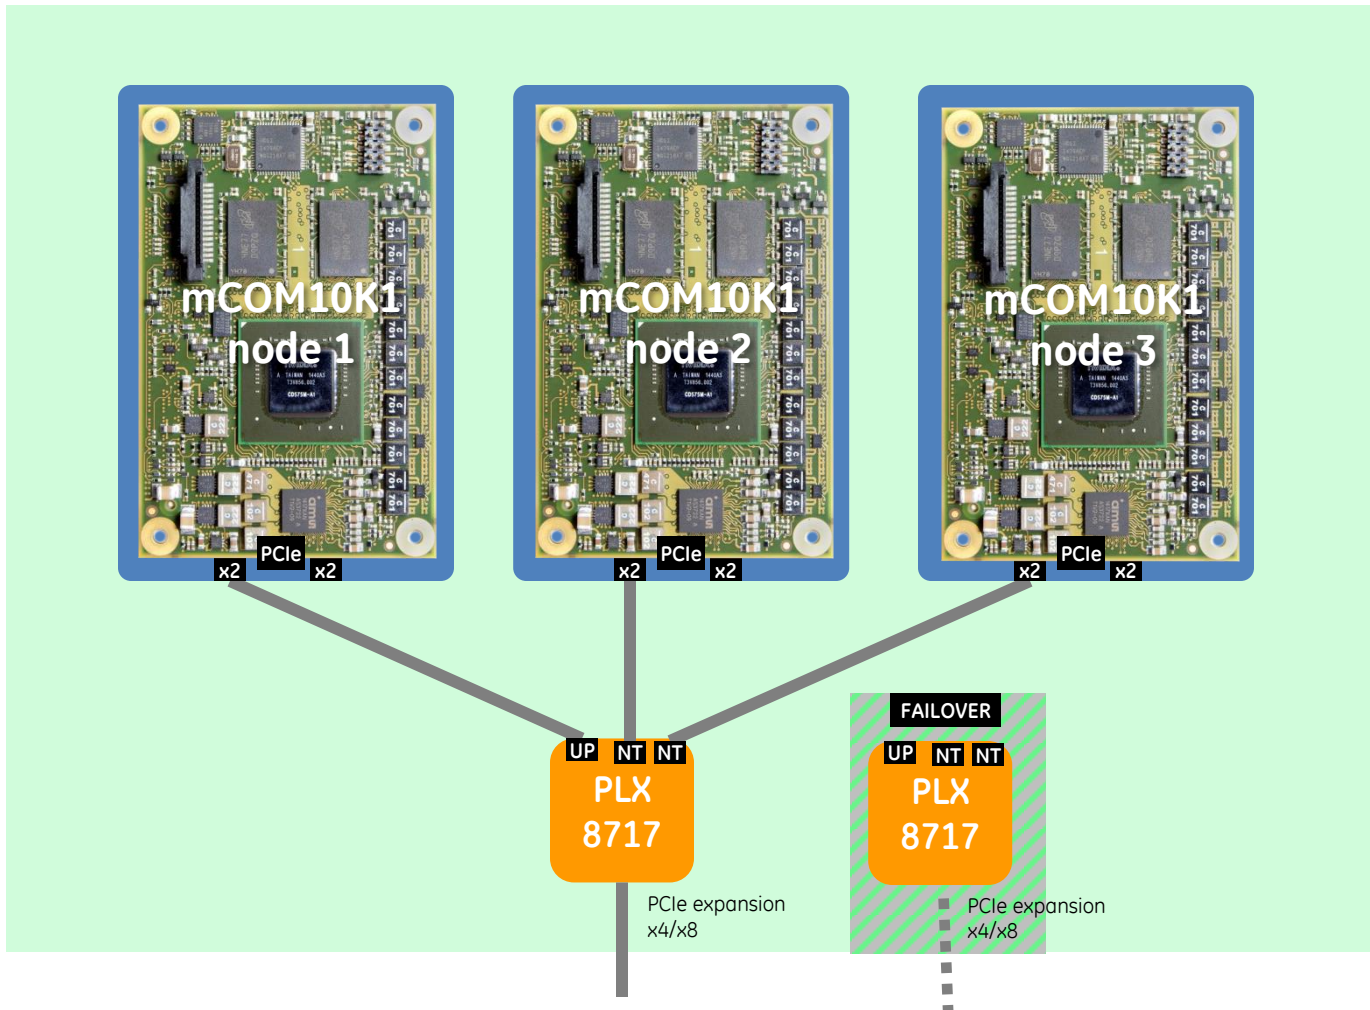 mCOM10K1
node 1
PCIe
x2
x2
mCOM10K1
node 2
PCIe
x2
x2
mCOM10K1
node 3
PCIe
x2
x2
FAILOVER
UP NT NT
PLX
8717
UP NT NT
PLX
8717
PCIe expansion
x4/x8
PCIe expansion
x4/x8